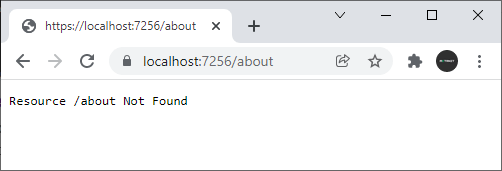 https://localhost:7256/about
localhost:7256/about
Resource /about Not Found